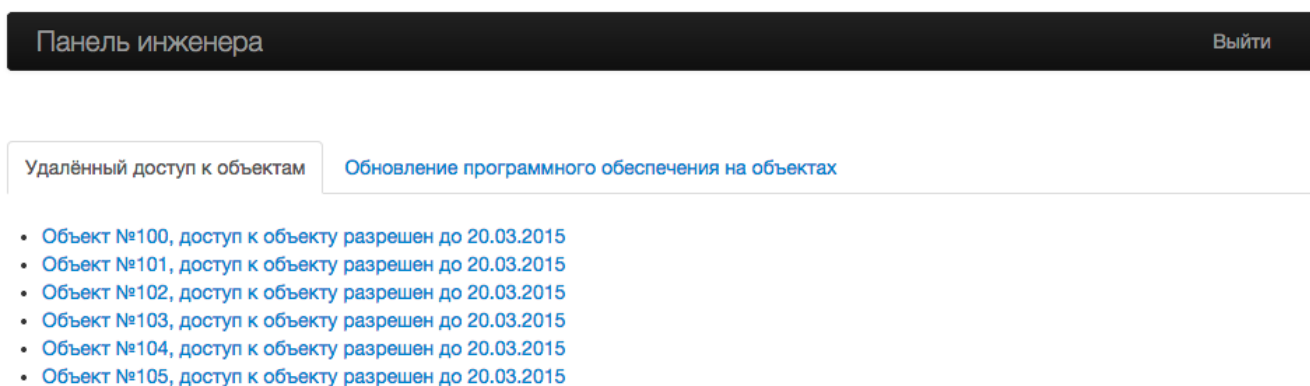 Панель инженера Выйти
Удалённый доступ к объектам Обновление программного обеспечения на объектах
Объект №100, доступ к объекту разрешен до 20.03.2015
Объект №101, доступ к объекту разрешен до 20.03.2015
Объект №102, доступ к объекту разрешен до 20.03.2015
Объект №103, доступ к объекту разрешен до 20.03.2015
Объект №104, доступ к объекту разрешен до 20.03.2015
Объект №105, доступ к объекту разрешен до 20.03.2015